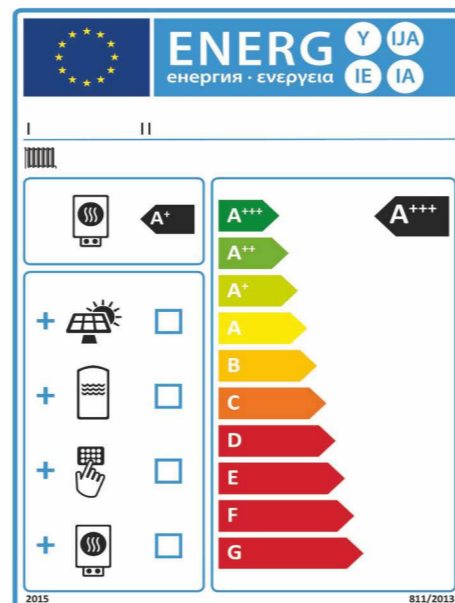 ENERG Y IJA
енергия · ενεργεια IE IA
I II
A+
A+++
A+++
A++
A+
A
B
C
D
E
F
G
2015 811/2013